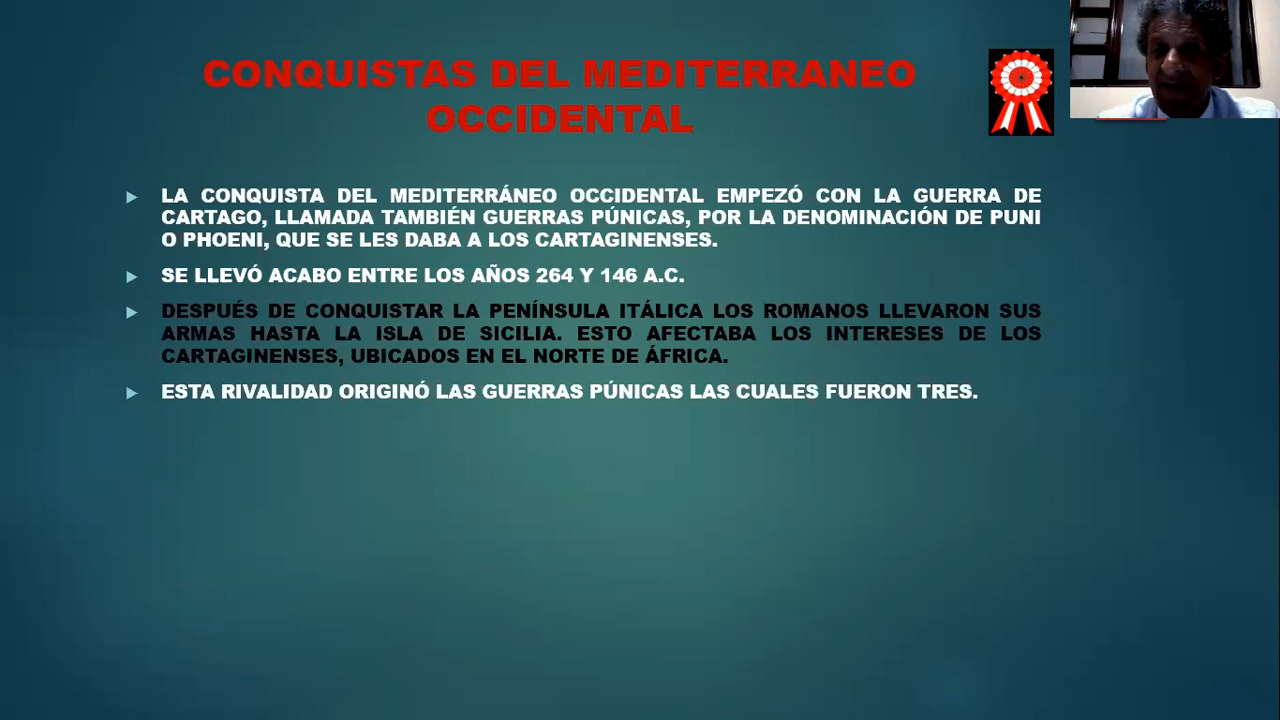 CONQUISTAS DEL MEDITERRANEO
OCCIDENTAL
LA CONQUISTA DEL MEDITERRÁNEO OCCIDENTAL EMPEZÓ CON LA GUERRA DE
CARTAGO, LLAMADA TAMBIÉN GUERRAS PÚNICAS, POR LA DENOMINACIÓN DE PUNI
O PHOENI, QUE SE LES DABA A LOS CARTAGINENSES.
SE LLEVÓ ACABO ENTRE LOS AÑOS 264 Y 146 A.C.
DESPUÉS DE CONQUISTAR LA PENÍNSULA ITÁLICA LOS ROMANOS LLEVARON SUS
ARMAS HASTA LA ISLA DE SICILIA. ESTO AFECTABA LOS INTERESES DE LOS
CARTAGINENSES, UBICADOS EN EL NORTE DE ÁFRICA.
ESTA RIVALIDAD ORIGINÓ LAS GUERRAS PÚNICAS LAS CUALES FUERON TRES.